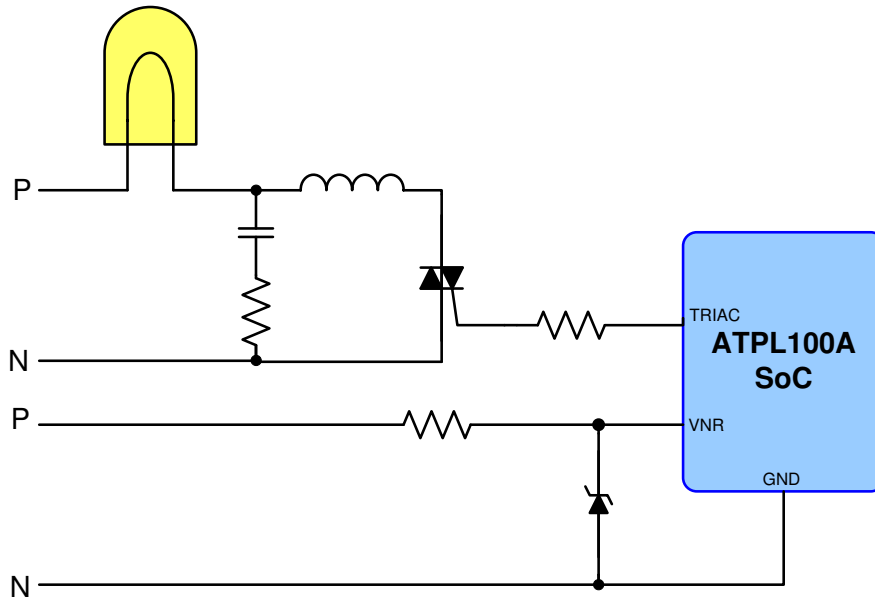 P
TRIAC
ATPL100A
SoC
N
P
VNR
GND
N